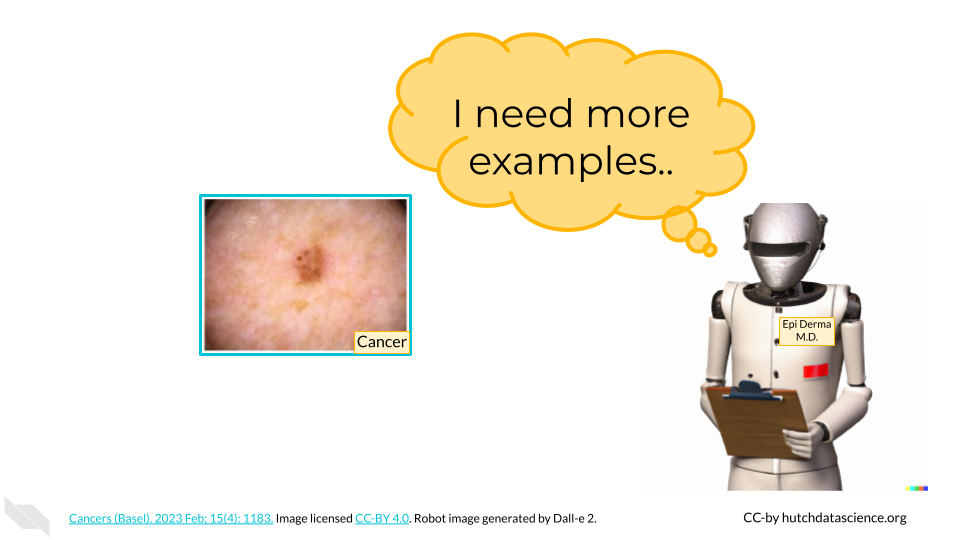 I need more
examples..
Cancer
Epi Derma
M.D.
Cancers (Basel). 2023 Feb; 15(4): 1183. Image licensed CC-BY 4.0. Robot image generated by Dall-e 2.
CC-by hutchdatascience.org